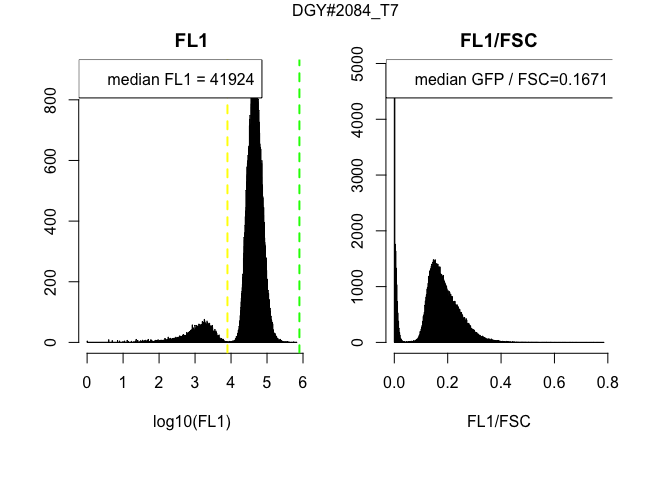 DGY#2084_T7
FL1
FL1/FSC
median FL1 = 41924
median GFP / FSC=0.1671
800
600
400
200
0
5000
4000
3000
2000
1000
0
0 1 2 3 4 5 6
0.0 0.2 0.4 0.6 0.8
log10(FL1)
FL1/FSC